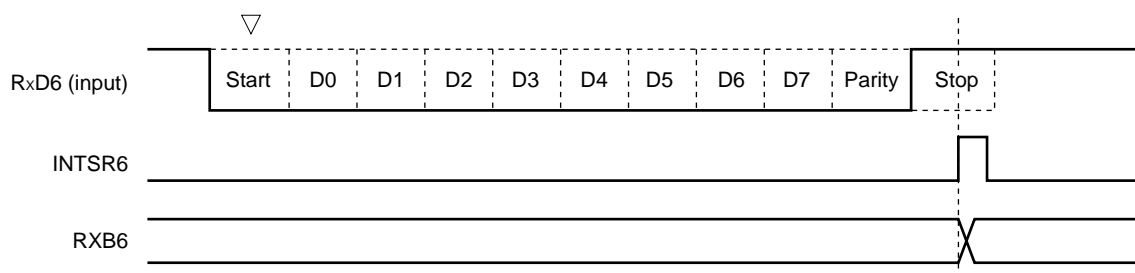 RxD6 (input) Start D0 D1 D2 D3 D4 D5 D6 D7 Parity Stop
INTSR6
RXB6